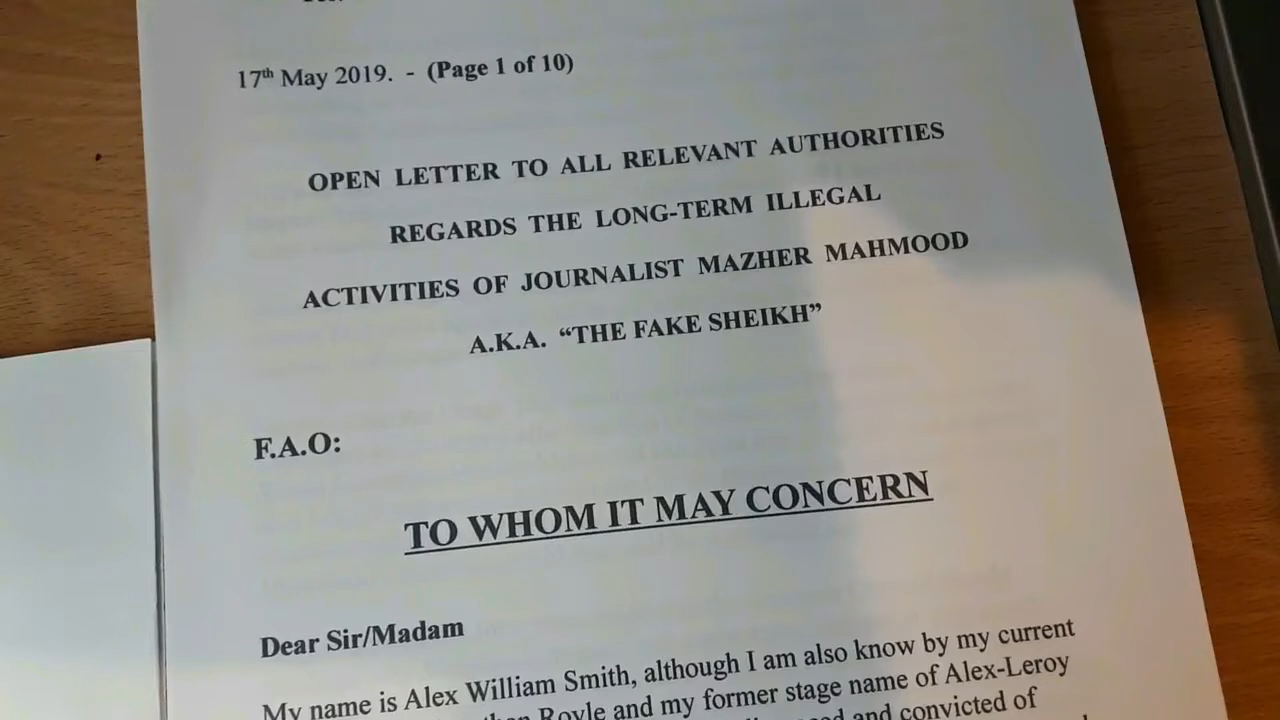 17th May 2019. - (Page 1 of 10)
OPEN LETTER TO ALL RELEVANT AUTHORITIES
REGARDS THE LONG-TERM ILLEGAL
ACTIVITIES OF JOURNALIST MAZHER MAHMOOD
A.K.A. “THE FAKE SHEIKH”
F.A.O:
TO WHOM IT MAY CONCERN
Dear Sir/Madam
My name is Alex William Smith, although I am also know by my current
Royle and my former stage name of Alex-Leroy
and convicted of